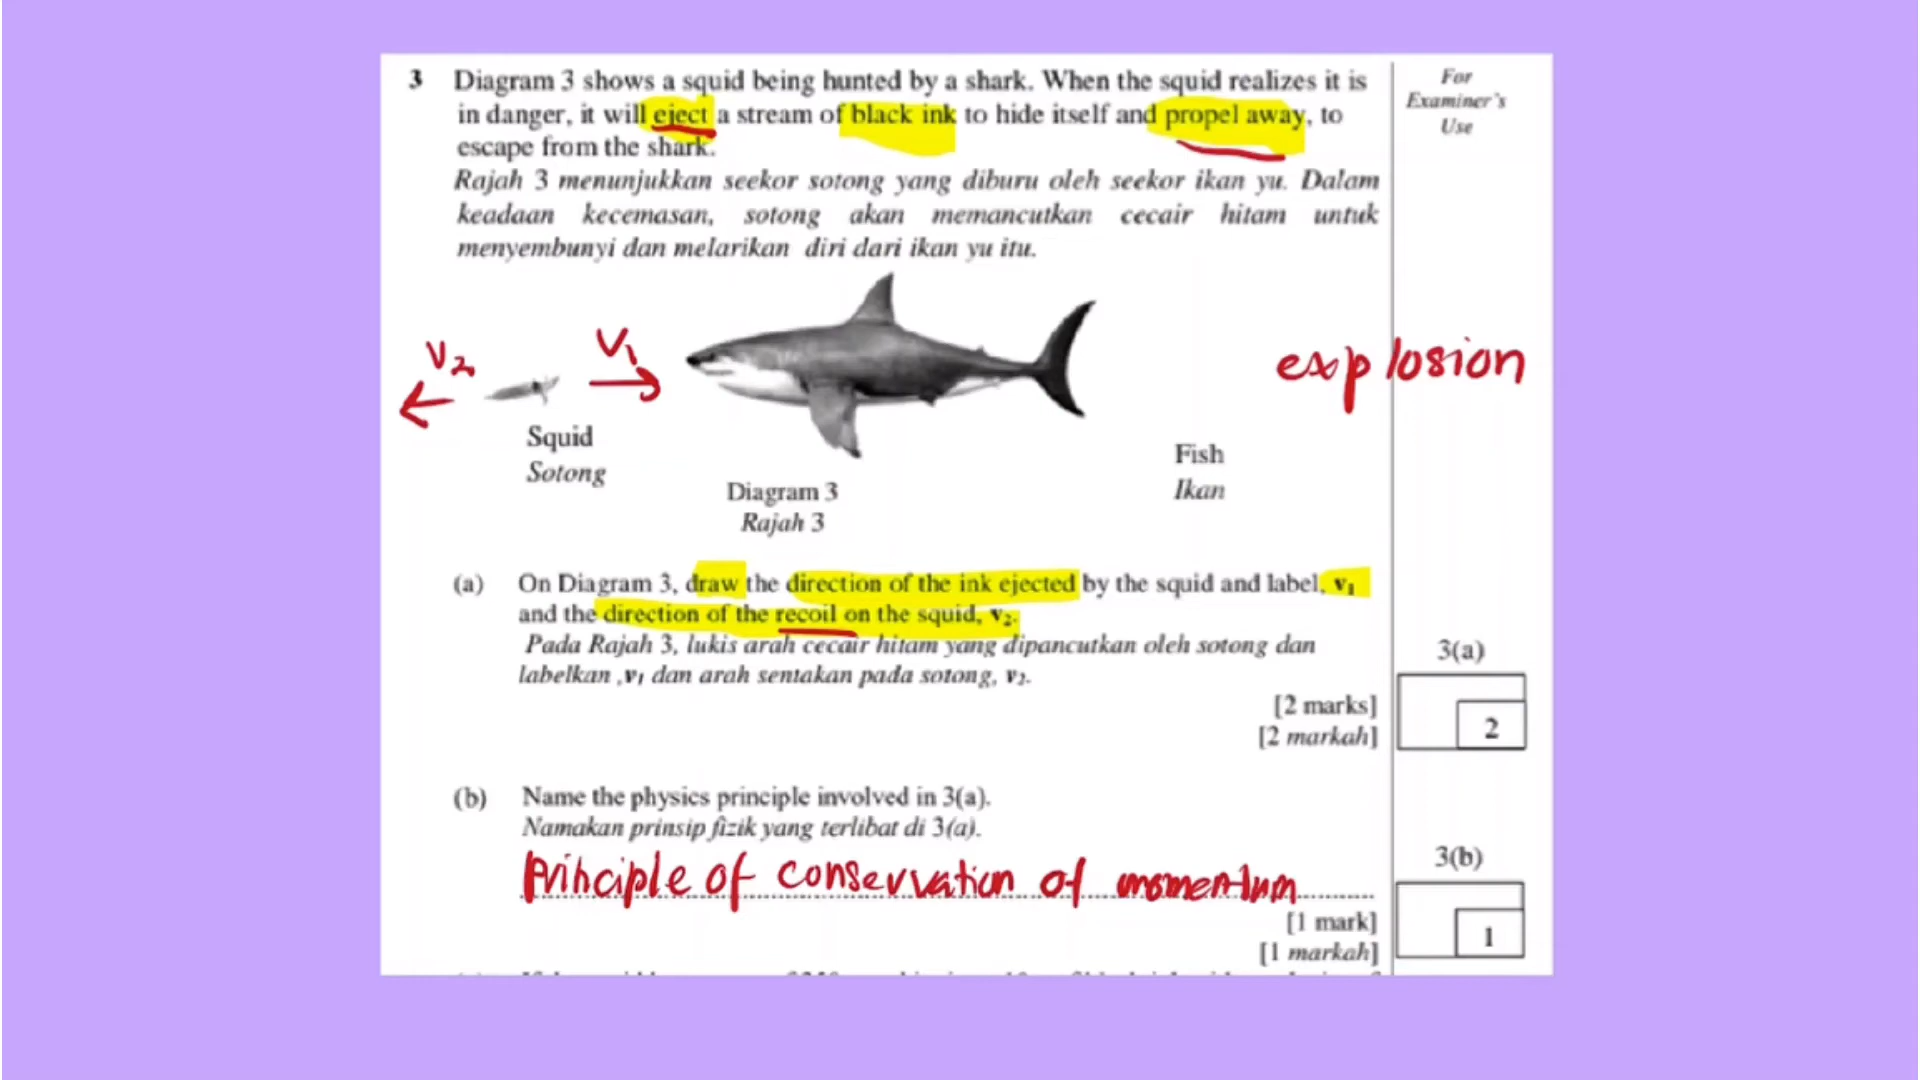 3 Diagram 3 shows a squid being hunted by a shark. When the squid realizes it is
in danger, it will eject a stream of black ink to hide itself and propel away, to
escape from the shark.
Rajah 3 menunjukkan seekor sotong yang diburu oleh seekor ikan yu. Dalam
keadaan kecemasan, sotong akan memancutkan cecair hitam untuk
menyembunyi dan melarikan diri dari ikan yu itu.
For
Examiner's
Use
V2
V1
explosion
Squid
Sotong
Fish
Ikan
Diagram 3
Rajah 3
(a) On Diagram 3, draw the direction of the ink ejected by the squid and label, v1
and the direction of the recoil on the squid, v2.
Pada Rajah 3, lukis arah cecair hitam yang dipancutkan oleh sotong dan
labelkan ,v1 dan arah sentakan pada sotong, v2.
3(a)
[2 marks]
[2 markah]
2
(b) Name the physics principle involved in 3(a).
Namakan prinsip fizik yang terlibat di 3(a).
3(b)
Principle of conservation of momentum
[1 mark]
[1 markah]
1